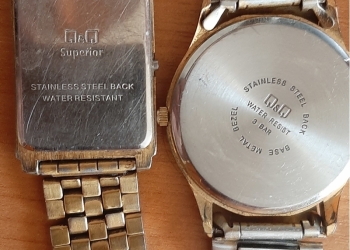 Q&Q
Superior
STAINLESS STEEL BACK
WATER RESISTANT
STAINLESS STEEL BACK
Q&Q
WATER RESIST
3 BAR
BASE METAL BEZEL